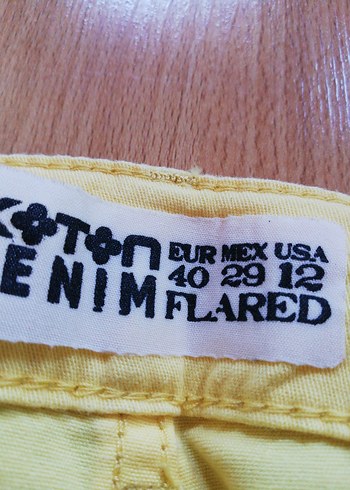 KOTON
ENIM
EUR MEX USA
40 29 12
FLARED